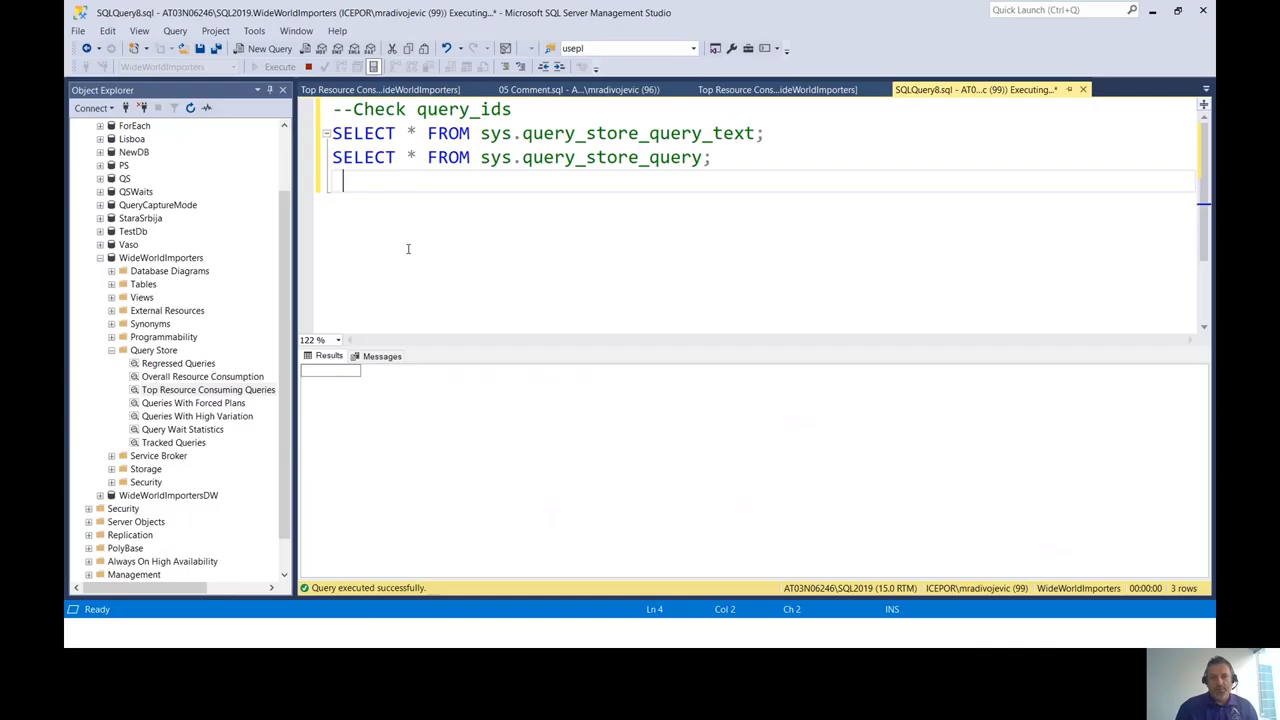 SQLQuery8.sql - AT03N06246\SQL2019.WideWorldImporters (ICEPOR\mradivojevic (99)) Executing...* - Microsoft SQL Server Management Studio
Quick Launch (Ctrl+Q)
File Edit View Query Project Tools Window Help
New Query
usepl
WideWorldImporters
Execute
Object Explorer
Connect
Top Resource Cons...ideWorldImporters]
05 Comment.sql - A...\mradivojevic (96))
Top Resource Cons...ideWorldImporters]
SQLQuery8.sql - AT0...c (99)) Executing...*
ForEach
Lisboa
NewDB
PS
QS
QSWaits
QueryCaptureMode
StaraSrbija
TestDb
Vaso
WideWorldImporters
Database Diagrams
Tables
Views
External Resources
Synonyms
Programmability
Query Store
Regressed Queries
Overall Resource Consumption
Top Resource Consuming Queries
Queries With Forced Plans
Queries With High Variation
Query Wait Statistics
Tracked Queries
Service Broker
Storage
Security
WideWorldImportersDW
Security
Server Objects
Replication
PolyBase
Always On High Availability
Management
--Check query_ids
SELECT * FROM sys.query_store_query_text;
SELECT * FROM sys.query_store_query;
122 %
Results
Messages
Query executed successfully.
AT03N06246\SQL2019 (15.0 RTM)
ICEPOR\mradivojevic (99)
WideWorldImporters
00:00:00
3 rows
Ready
Ln 4
Col 2
Ch 2
INS